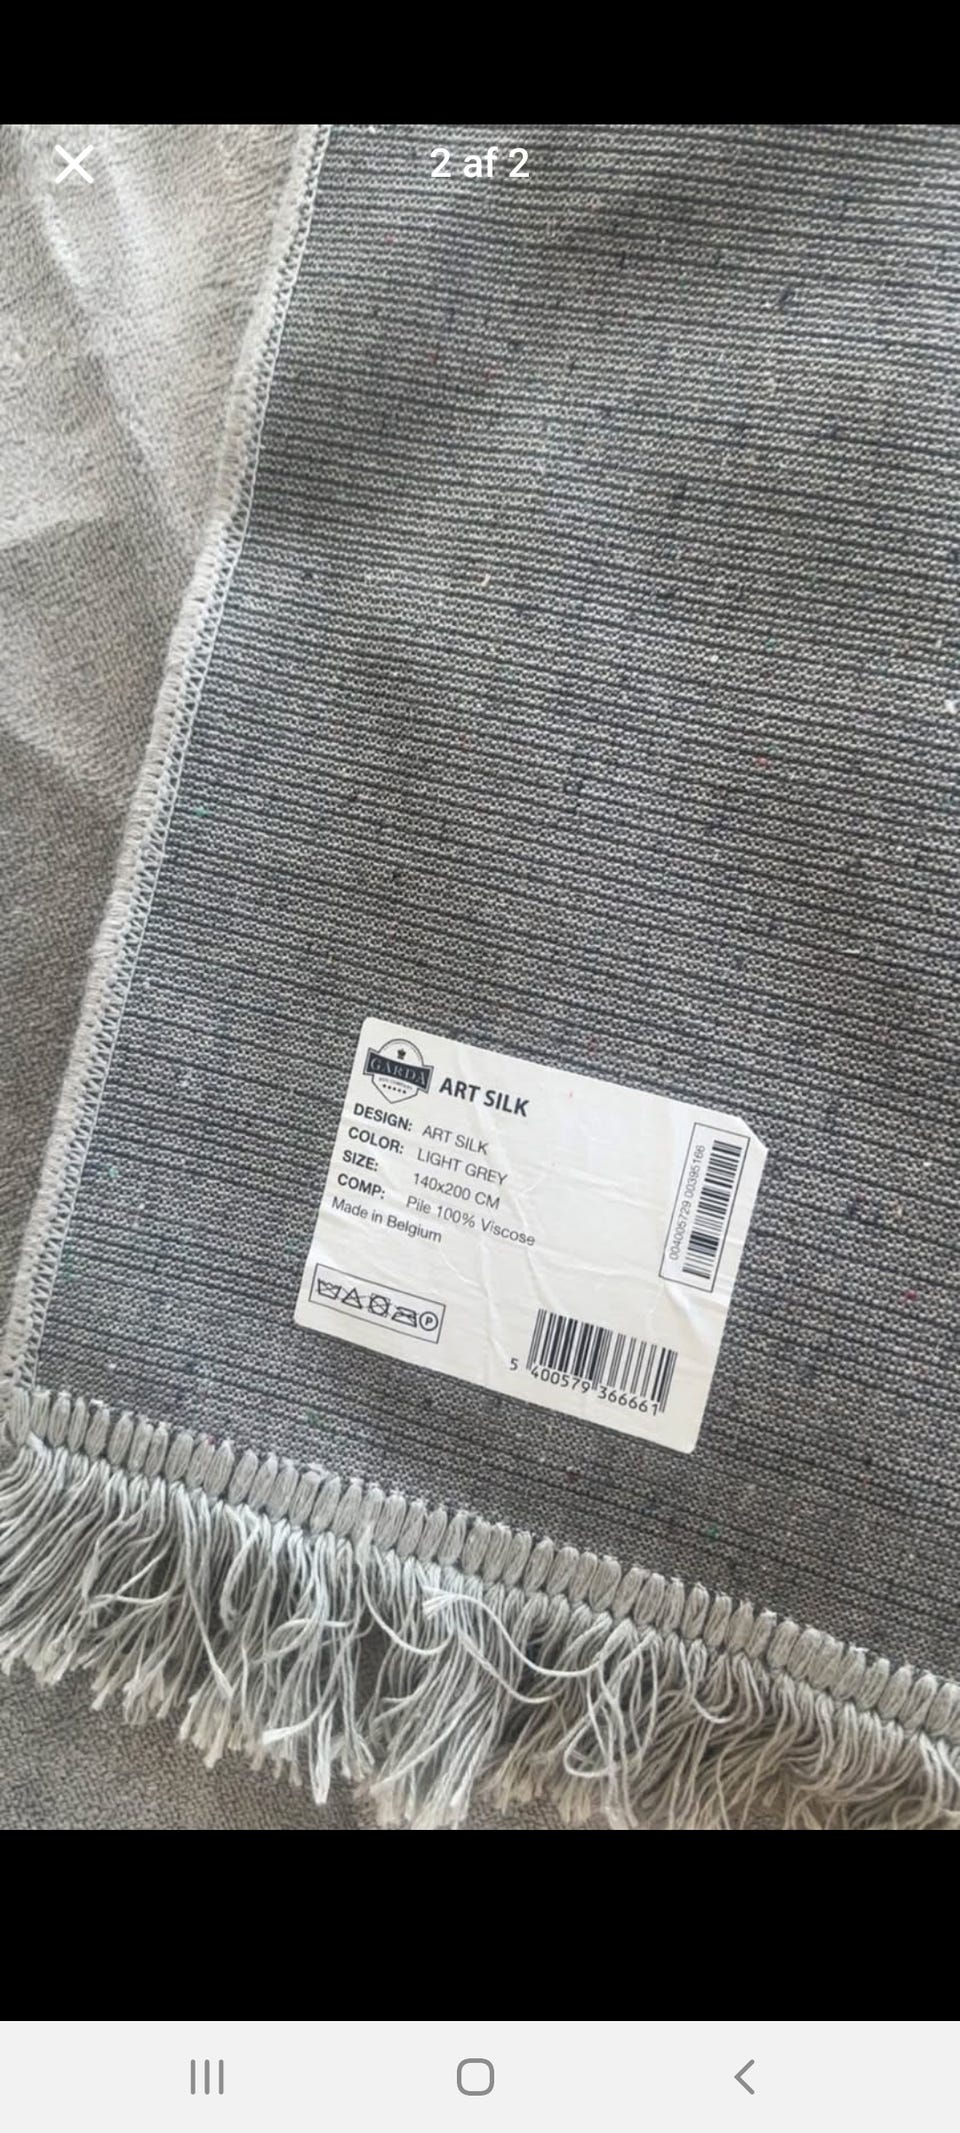 2 af 2
GARDA
ART SILK
DESIGN: ART SILK
COLOR: LIGHT GREY
SIZE: 140x200 CM
COMP: Pile 100% Viscose
Made in Belgium
P
004005729 00395166
5 400579 366661